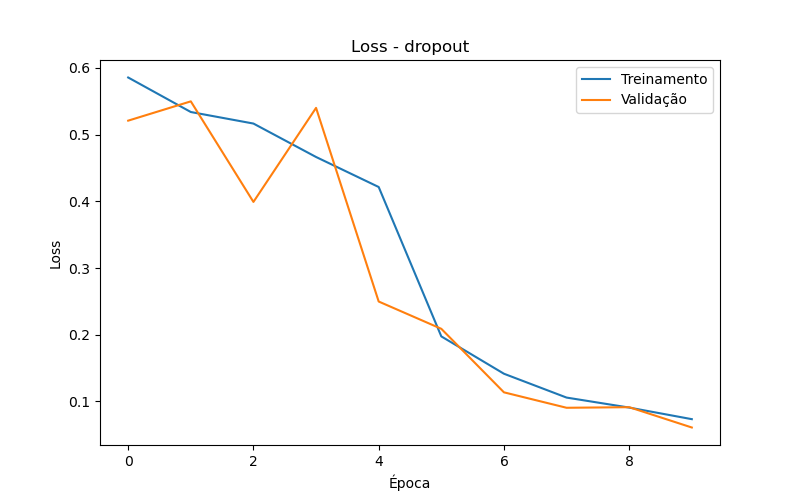 Loss - dropout
Treinamento
Validação
0.6
0.5
0.4
0.3
0.2
0.1
Loss
0 2 4 6 8
Época